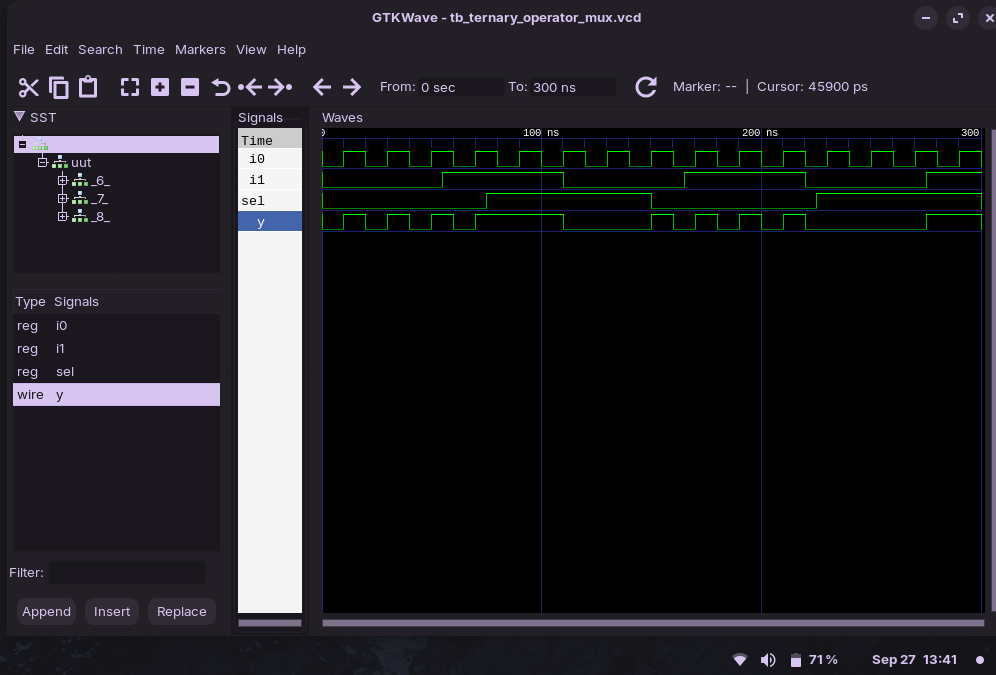 GTKWave - tb_ternary_operator_mux.vcd
File Edit Search Time Markers View Help
From: 0 sec To: 300 ns Marker: -- | Cursor: 45900 ps
SST
uut
_6_
_7_
_8_
Type Signals
reg i0
reg i1
reg sel
wire y
Filter:
Append Insert Replace
Signals
Time
i0
i1
sel
y
Waves
0 100 ns 200 ns 300
71% Sep 27 13:41